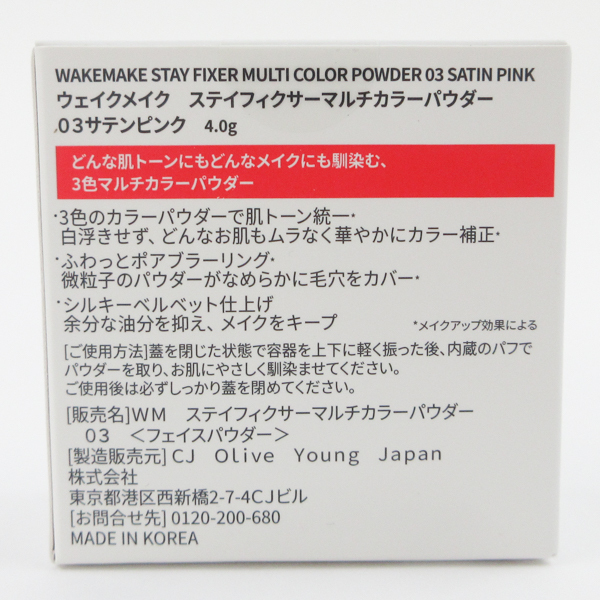 WAKEMAKE STAY FIXER MULTI COLOR POWDER 03 SATIN PINK
ウェイクメイク　ステイフィクサーマルチカラーパウダー
０３サテンピンク　4.0g
どんな肌トーンにもどんなメイクにも馴染む、
3色マルチカラーパウダー
・3色のカラーパウダーで肌トーン統一*
白浮きせず、どんなお肌もムラなく華やかにカラー補正*
・ふわっとポアブラーリング*
微粒子のパウダーがなめらかに毛穴をカバー*
・シルキーベルベット仕上げ
余分な油分を抑え、メイクをキープ　*メイクアップ効果による
[ご使用方法]蓋を閉じた状態で容器を上下に軽く振った後、内蔵のパフで
パウダーを取り、お肌にやさしく馴染ませてください。
ご使用後は必ずしっかり蓋を閉めてください。
[販売名]ＷＭ　ステイフィクサーマルチカラーパウダー
０３　＜フェイスパウダー＞
[製造販売元]ＣＪ　Ｏｌｉｖｅ　Ｙｏｕｎｇ　Ｊａｐａｎ
株式会社
東京都港区西新橋2-7-4ＣＪビル
[お問合せ先] 0120-200-680
MADE IN KOREA